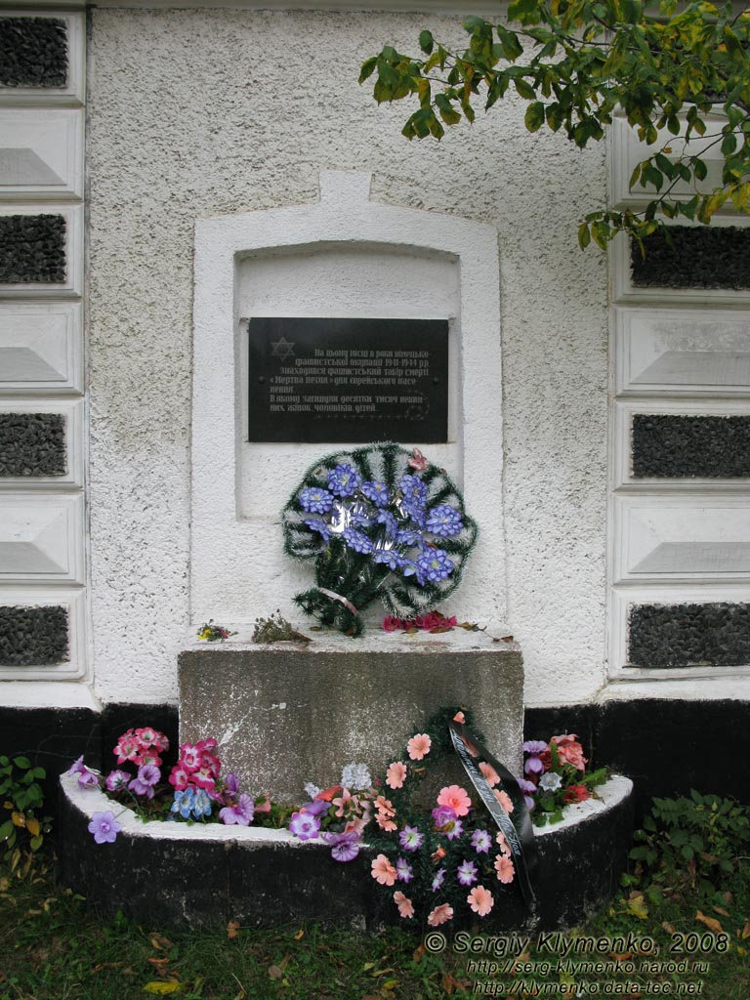 На цьому місці в роки німецько-
фашистської окупації 1941-1944 р.р.
знаходився фашистський табір смерті
«Мертва петля» для єврейського насе
лення.
В ньому загинули десятки тисяч невин
них жінок, чоловіків, дітей.
© Sergiy Klymenko, 2008
http://serg-klymenko.narod.ru
http://klymenko.data-tec.net